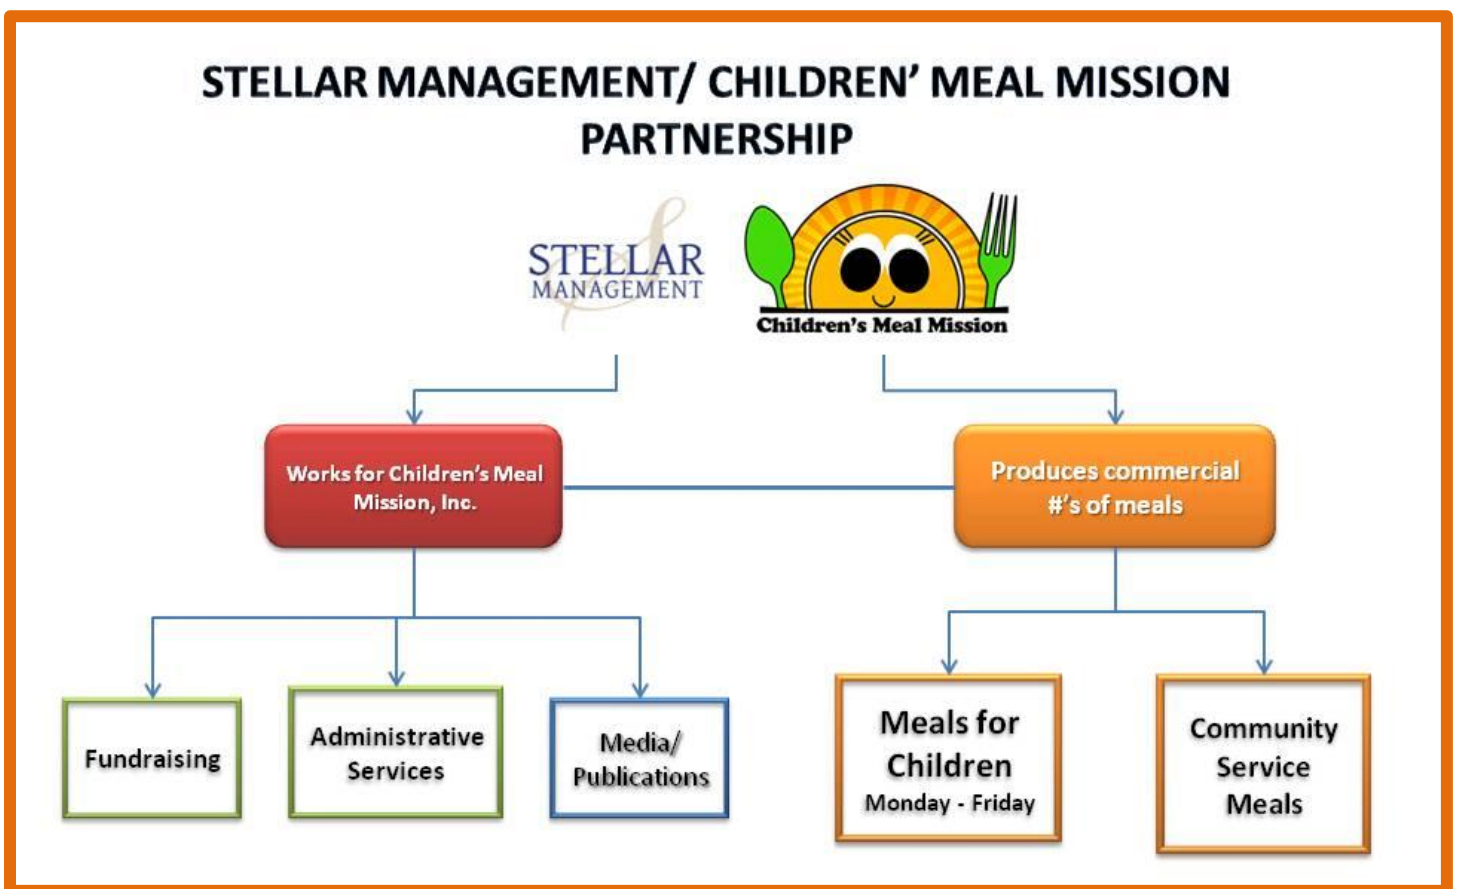 STELLAR MANAGEMENT/ CHILDREN’ MEAL MISSION
PARTNERSHIP
STELLAR
MANAGEMENT
Children's Meal Mission
Works for Children’s Meal
Mission, Inc.
Produces commercial
#’s of meals
Fundraising
Administrative
Services
Media/
Publications
Meals for
Children
Monday - Friday
Community
Service
Meals